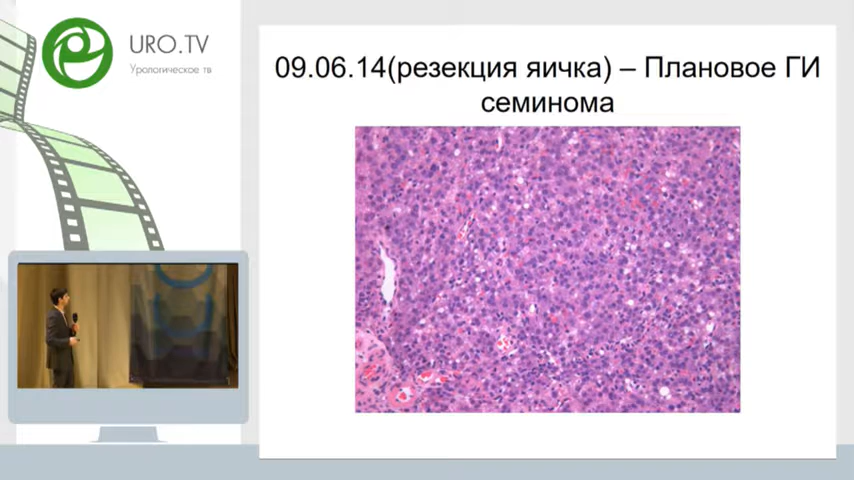 URO.TV
Урологическое тв
09.06.14(резекция яичка) – Плановое ГИ
семинома